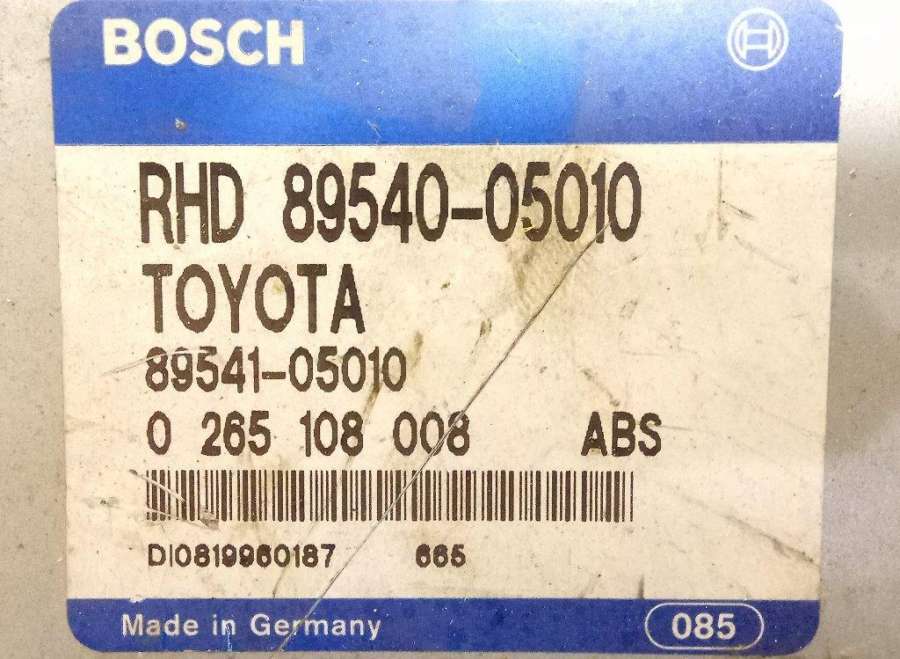 BOSCH
RHD 89540-05010
TOYOTA
89541-05010
0 265 108 008 ABS
DI0819960187 665
Made in Germany 085